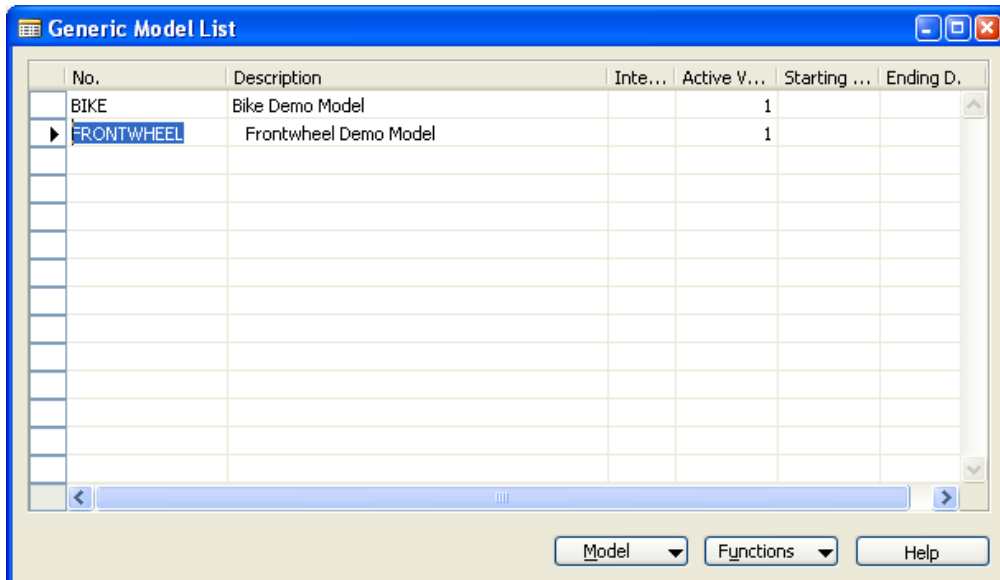 Generic Model List
No. Description Inte... Active V... Starting ... Ending D.
BIKE Bike Demo Model 1
FRONTWHEEL Frontwheel Demo Model 1
Model Functions Help